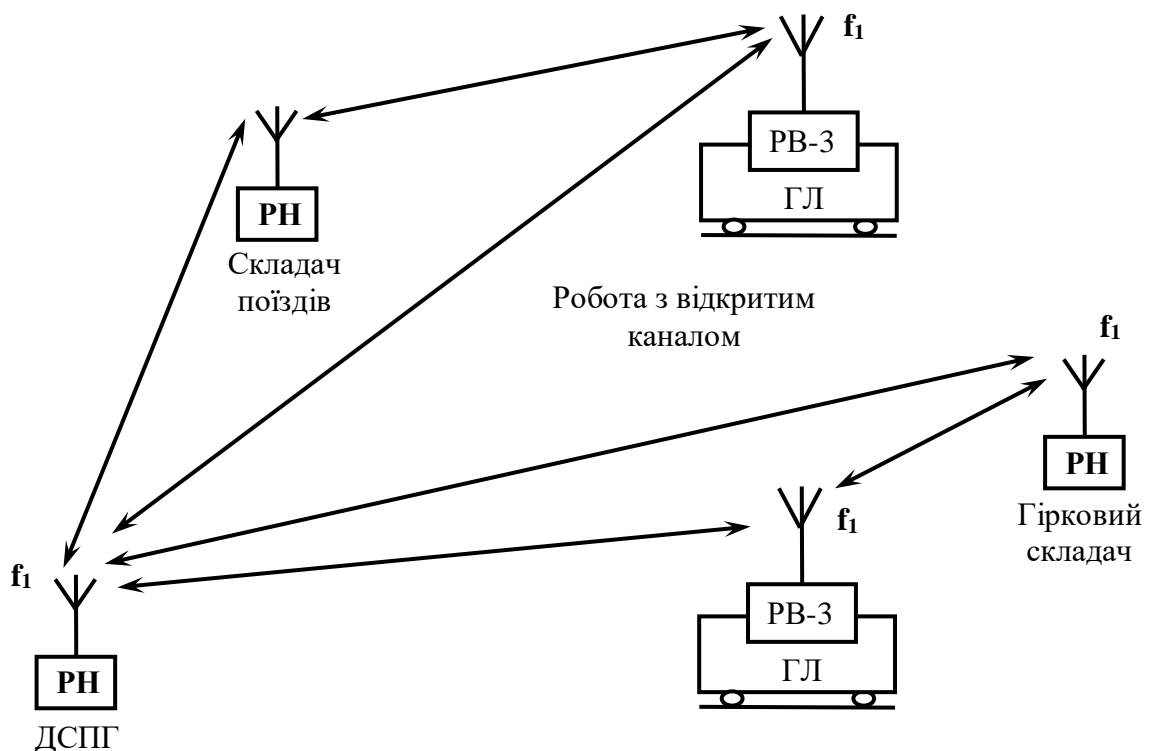 f₁
РВ-3
ГЛ
РН
Складач
поїздів
Робота з відкритим
каналом
f₁
РН
Гірковий
складач
f₁
РВ-3
ГЛ
f₁
РН
ДСПГ